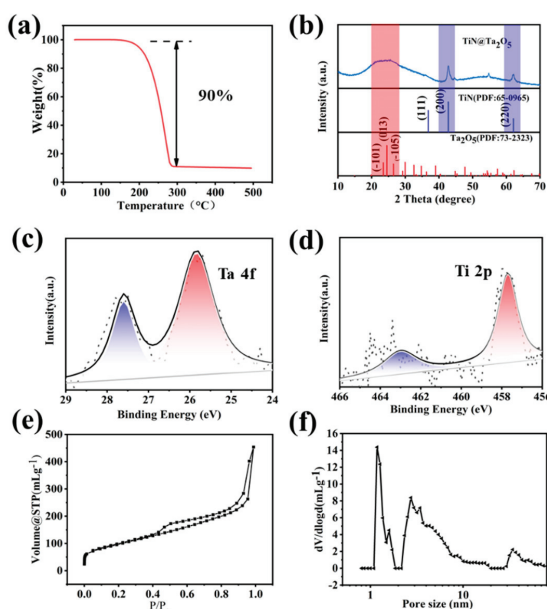 (a)
100
80
60
40
20
0
90%
0 100 200 300 400 500
Weight(%)
Temperature (°C)
(b)
TiN@Ta2O5
TiN(PDF:65-0965)
(111)
(200)
(220)
Ta2O5(PDF:73-2323)
(-101)
(013)
(-105)
10 20 30 40 50 60 70
Intensity (a.u.)
2 Theta (degree)
(c)
Ta 4f
29 28 27 26 25 24
Intensity(a.u.)
Binding Energy (eV)
(d)
Ti 2p
466 464 462 460 458 456
Intensity(a.u.)
Binding Energy (eV)
(e)
500
400
300
200
100
0
0.0 0.2 0.4 0.6 0.8 1.0
Volume@STP(mLg-1)
P/P
(f)
16
14
12
10
8
6
4
2
0
1 10
dV/dlogd(mLg-1)
Pore size (nm)